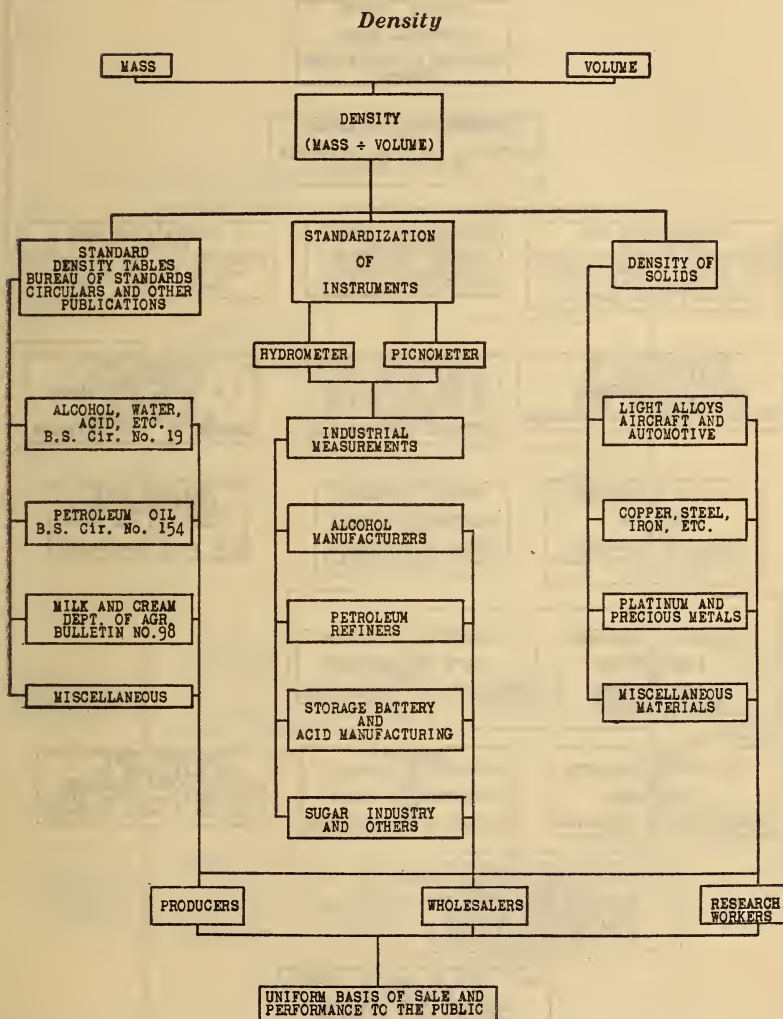 Density
MASS
VOLUME
DENSITY
(MASS ÷ VOLUME)
STANDARD
DENSITY TABLES
BUREAU OF STANDARDS
CIRCULARS AND OTHER
PUBLICATIONS
STANDARDIZATION
OF
INSTRUMENTS
DENSITY OF
SOLIDS
HYDROMETER
PICNOMETER
ALCOHOL, WATER,
ACID, ETC.
B.S. Cir. No. 19
PETROLEUM OIL
B.S. Cir. No. 154
MILK AND CREAM
DEPT. OF AGR.
BULLETIN NO.98
MISCELLANEOUS
INDUSTRIAL
MEASUREMENTS
ALCOHOL
MANUFACTURERS
PETROLEUM
REFINERS
STORAGE BATTERY
AND
ACID MANUFACTURING
SUGAR INDUSTRY
AND OTHERS
LIGHT ALLOYS
AIRCRAFT AND
AUTOMOTIVE
COPPER, STEEL,
IRON, ETC.
PLATINUM AND
PRECIOUS METALS
MISCELLANEOUS
MATERIALS
PRODUCERS
WHOLESALERS
RESEARCH
WORKERS
UNIFORM BASIS OF SALE AND
PERFORMANCE TO THE PUBLIC